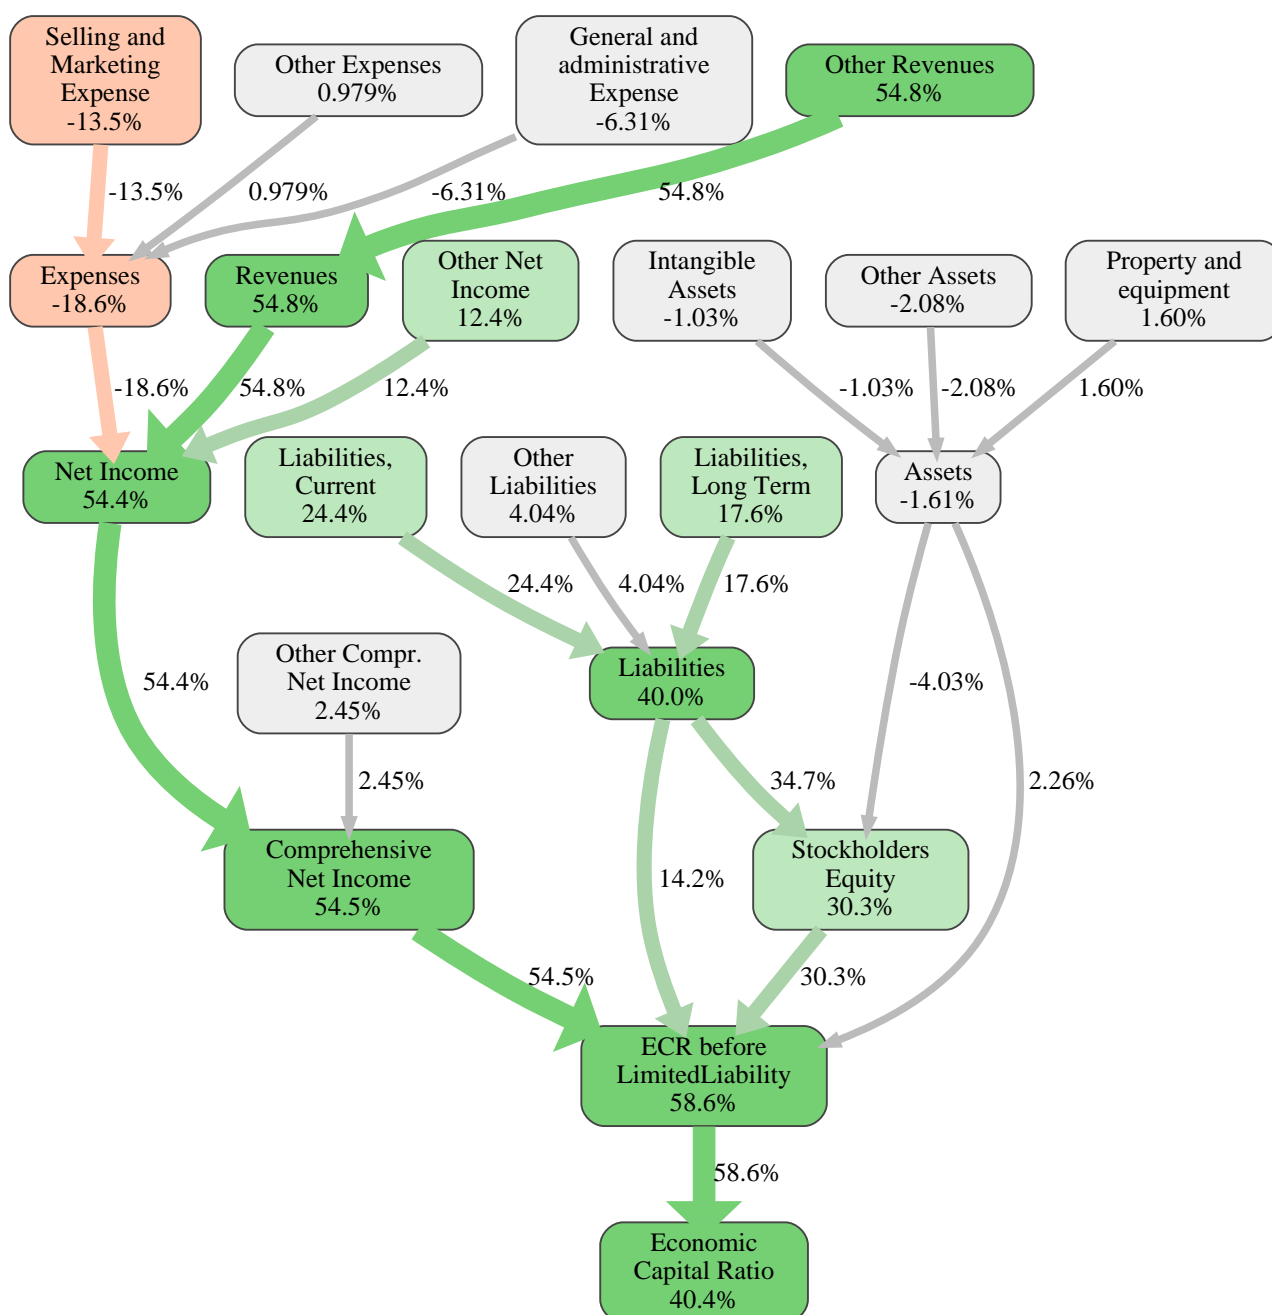 Selling and
Marketing
Expense
-13.5%
Other Expenses
0.979%
General and
administrative
Expense
-6.31%
Other Revenues
54.8%
-13.5%
0.979%
-6.31%
54.8%
Expenses
-18.6%
Revenues
54.8%
Other Net
Income
12.4%
Intangible
Assets
-1.03%
Other Assets
-2.08%
Property and
equipment
1.60%
-18.6%
54.8%
12.4%
-1.03%
-2.08%
1.60%
Net Income
54.4%
Liabilities,
Current
24.4%
Other
Liabilities
4.04%
Liabilities,
Long Term
17.6%
Assets
-1.61%
24.4%
4.04%
17.6%
54.4%
Other Compr.
Net Income
2.45%
Liabilities
40.0%
-4.03%
2.45%
34.7%
2.26%
Comprehensive
Net Income
54.5%
14.2%
Stockholders
Equity
30.3%
54.5%
30.3%
ECR before
LimitedLiability
58.6%
58.6%
Economic
Capital Ratio
40.4%